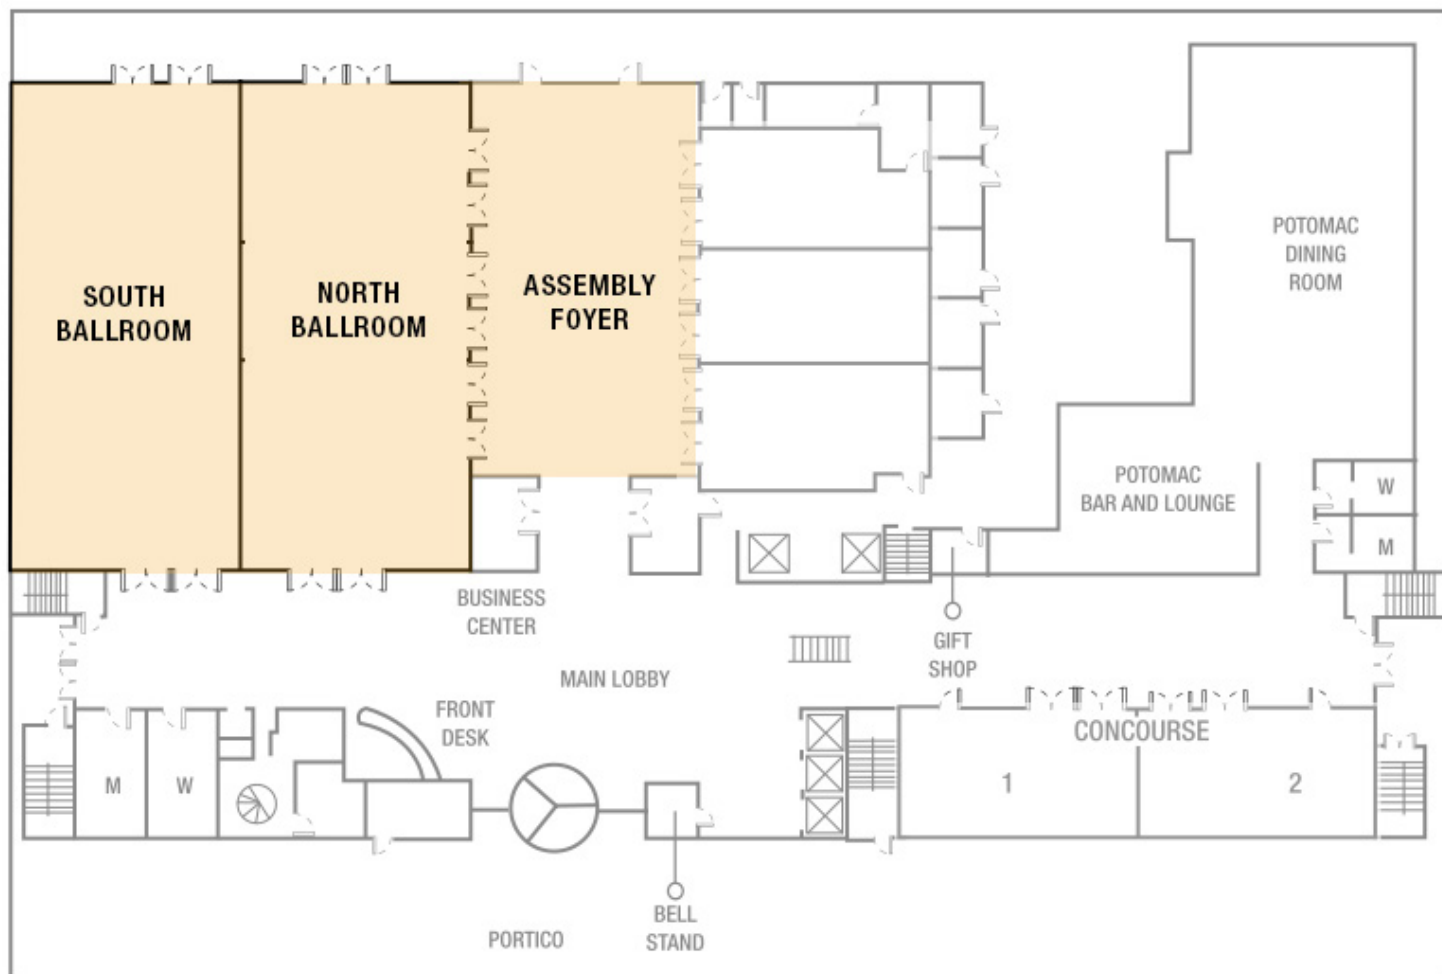 SOUTH
BALLROOM
NORTH
BALLROOM
ASSEMBLY
FOYER
POTOMAC
DINING
ROOM
POTOMAC
BAR AND LOUNGE
W
M
BUSINESS
CENTER
GIFT
SHOP
MAIN LOBBY
FRONT
DESK
CONCOURSE
1
2
M
W
BELL
STAND
PORTICO